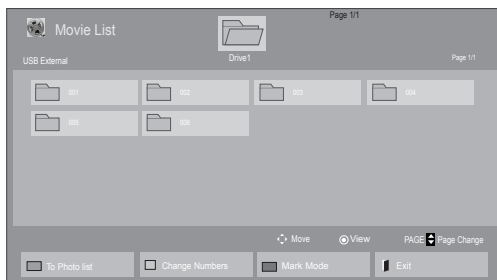 Page 1/1
Movie List
USB External
Drive1
Page 1/1
001
002
003
004
005
006
Move
View
PAGE
Page Change
To Photo list
Change Numbers
Mark Mode
Exit